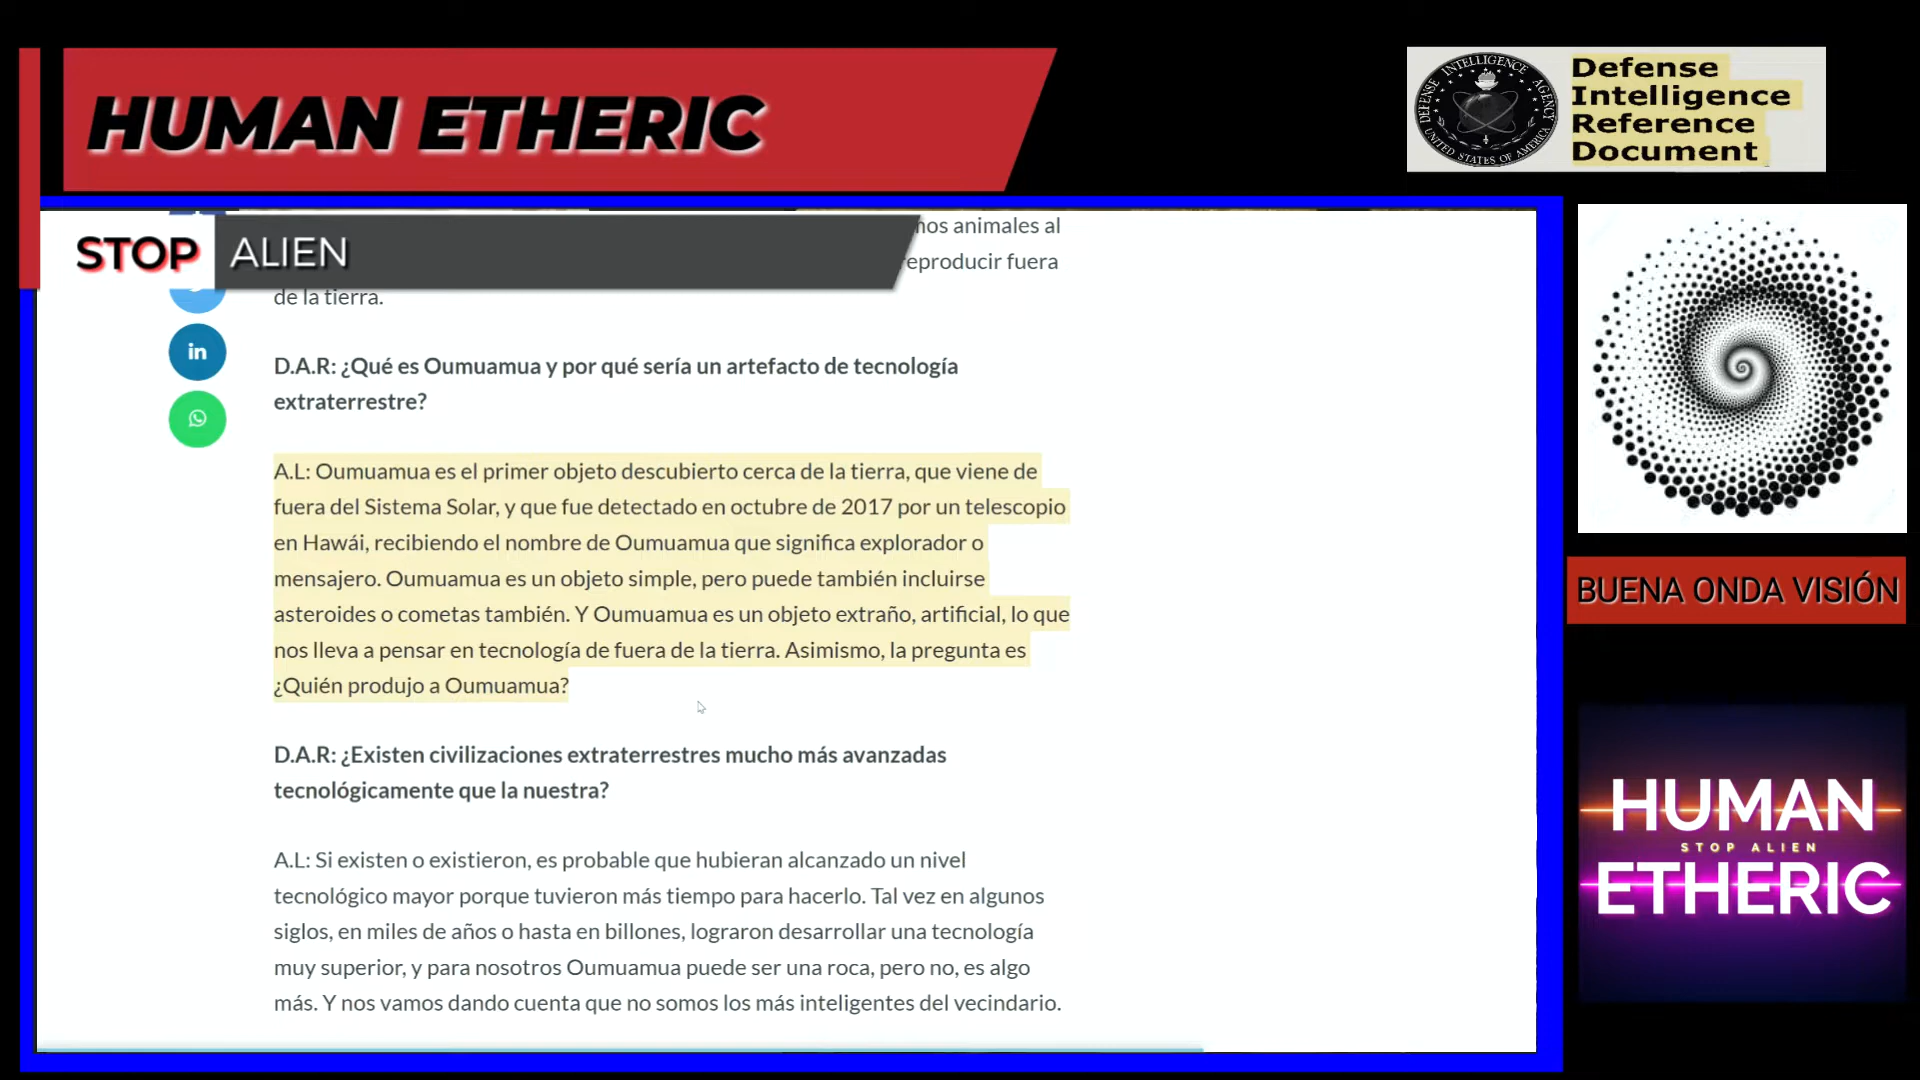 HUMAN ETHERIC
DEFENSE INTELLIGENCE AGENCY
UNITED STATES OF AMERICA
Defense
Intelligence
Reference
Document
STOP ALIEN
nos animales al
eproducir fuera
de la tierra.
in
D.A.R: ¿Qué es Oumuamua y por qué sería un artefacto de tecnología
extraterrestre?
A.L: Oumuamua es el primer objeto descubierto cerca de la tierra, que viene de
fuera del Sistema Solar, y que fue detectado en octubre de 2017 por un telescopio
en Hawái, recibiendo el nombre de Oumuamua que significa explorador o
mensajero. Oumuamua es un objeto simple, pero puede también incluirse
asteroides o cometas también. Y Oumuamua es un objeto extraño, artificial, lo que
nos lleva a pensar en tecnología de fuera de la tierra. Asimismo, la pregunta es
¿Quién produjo a Oumuamua?
D.A.R: ¿Existen civilizaciones extraterrestres mucho más avanzadas
tecnológicamente que la nuestra?
A.L: Si existen o existieron, es probable que hubieran alcanzado un nivel
tecnológico mayor porque tuvieron más tiempo para hacerlo. Tal vez en algunos
siglos, en miles de años o hasta en billones, lograron desarrollar una tecnología
muy superior, y para nosotros Oumuamua puede ser una roca, pero no, es algo
más. Y nos vamos dando cuenta que no somos los más inteligentes del vecindario.
BUENA ONDA VISIÓN
HUMAN
STOP ALIEN
ETHERIC